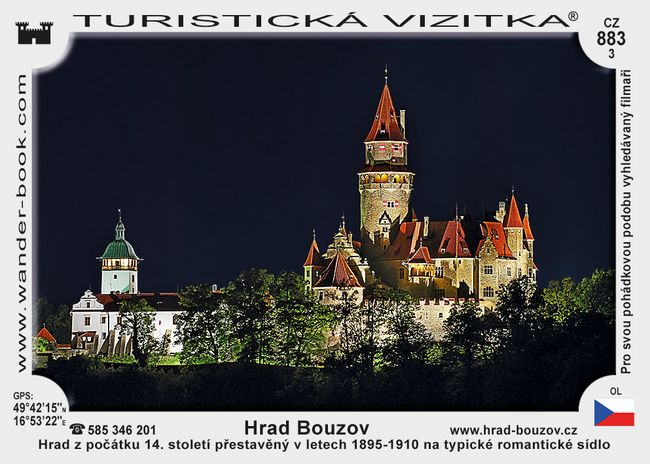 TURISTICKÁ VIZITKA®
CZ
883
3
www.wander-book.com
Pro svou pohádkovou podobu vyhledávaný filmaři
GPS:
49°42'15"N
16°53'22"E
585 346 201
Hrad Bouzov
www.hrad-bouzov.cz
OL
Hrad z počátku 14. století přestavěný v letech 1895-1910 na typické romantické sídlo